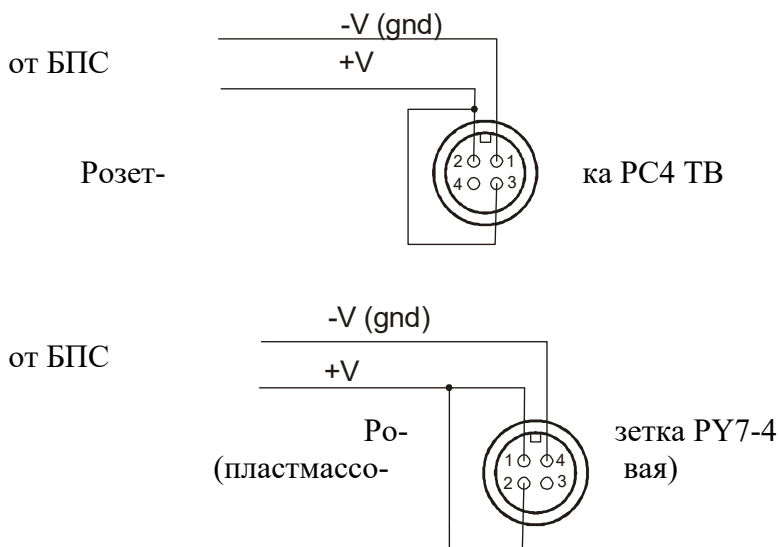 -V (gnd)
от БПС
+V
2 1
4 3
Розет- ка РС4 ТВ
-V (gnd)
от БПС
+V
Ро- зетка PY7-4
1 4
(пластмассо- вая)
2 3